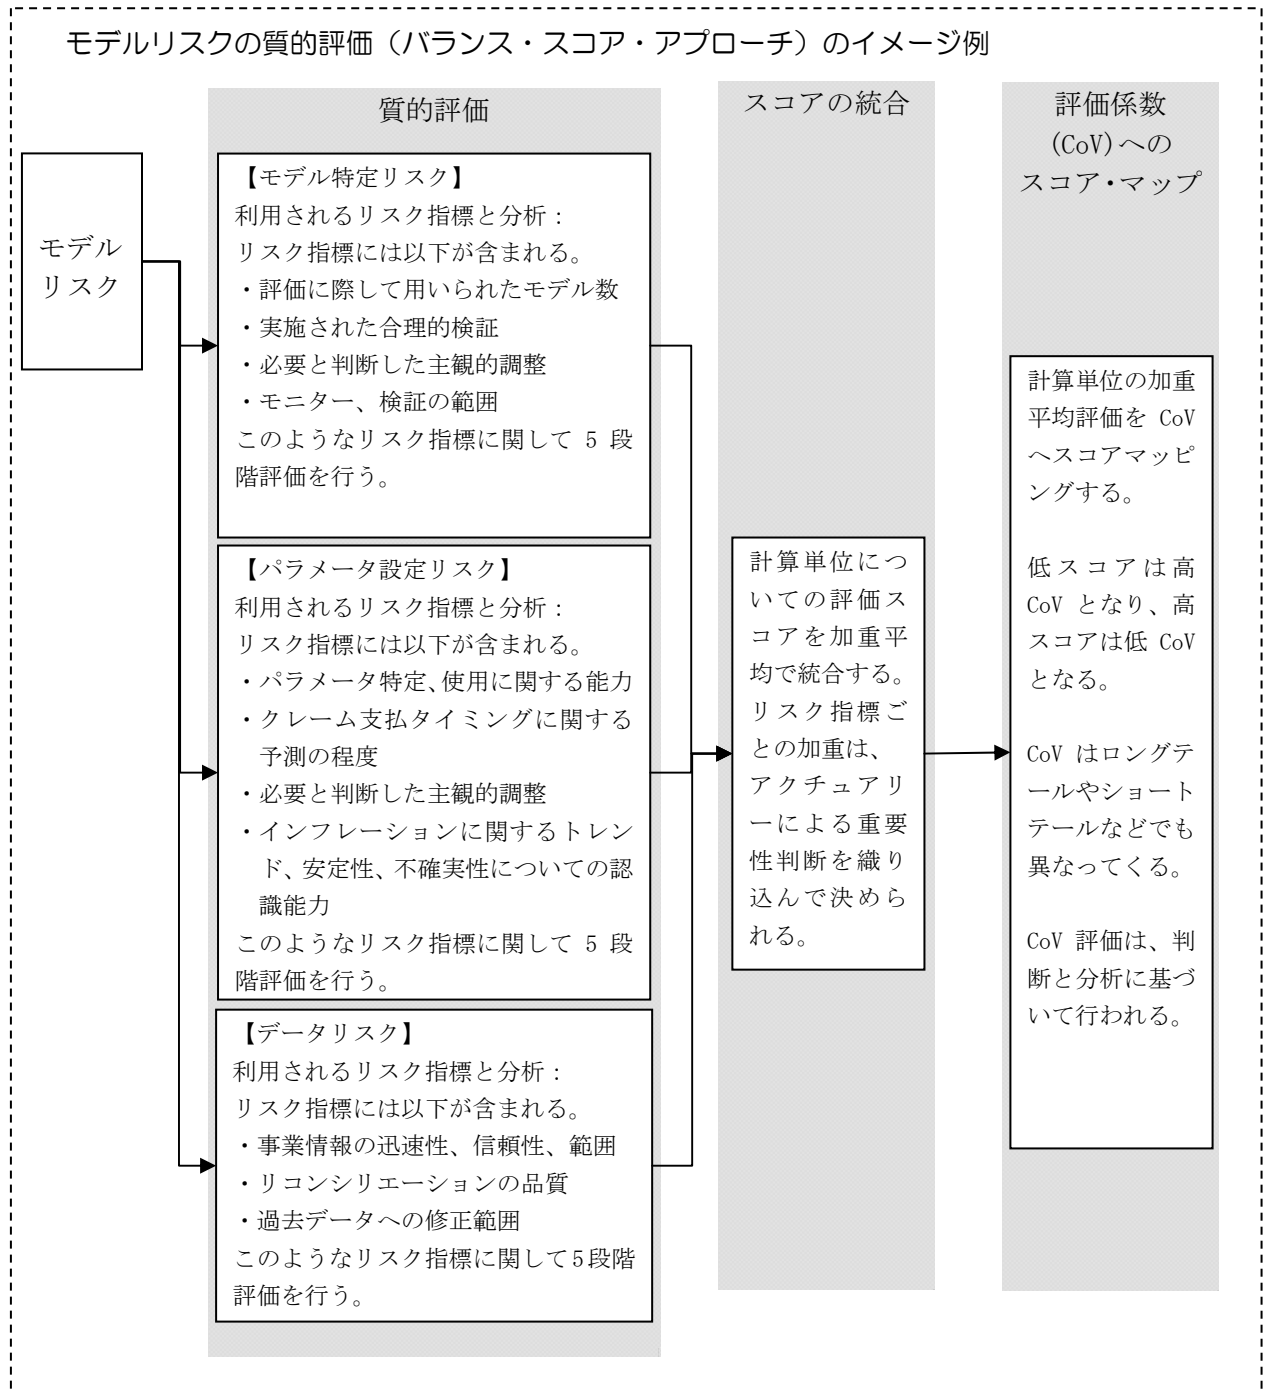 モデルリスクの質的評価（バランス・スコア・アプローチ）のイメージ例
モデル
リスク
質的評価
【モデル特定リスク】
利用されるリスク指標と分析：
リスク指標には以下が含まれる。
・評価に際して用いられたモデル数
・実施された合理的検証
・必要と判断した主観的調整
・モニター、検証の範囲
このようなリスク指標に関して 5 段
階評価を行う。
【パラメータ設定リスク】
利用されるリスク指標と分析：
リスク指標には以下が含まれる。
・パラメータ特定、使用に関する能力
・クレーム支払タイミングに関する
予測の程度
・必要と判断した主観的調整
・インフレーションに関するトレン
ド、安定性、不確実性についての認
識能力
このようなリスク指標に関して 5 段
階評価を行う。
【データリスク】
利用されるリスク指標と分析：
リスク指標には以下が含まれる。
・事業情報の迅速性、信頼性、範囲
・リコンシリエーションの品質
・過去データへの修正範囲
このようなリスク指標に関して5段階
評価を行う。
スコアの統合
計算単位につ
いての評価ス
コアを加重平
均で統合する。
リスク指標ご
との加重は、
アクチュアリ
ーによる重要
性判断を織り
込んで決めら
れる。
評価係数
(CoV)への
スコア・マップ
計算単位の加重
平均評価を CoV
へスコアマッピ
ングする。
低スコアは高
CoV となり、高
スコアは低 CoV
となる。
CoV はロングテ
ールやショート
テールなどでも
異なってくる。
CoV 評価は、判
断と分析に基づ
いて行われる。